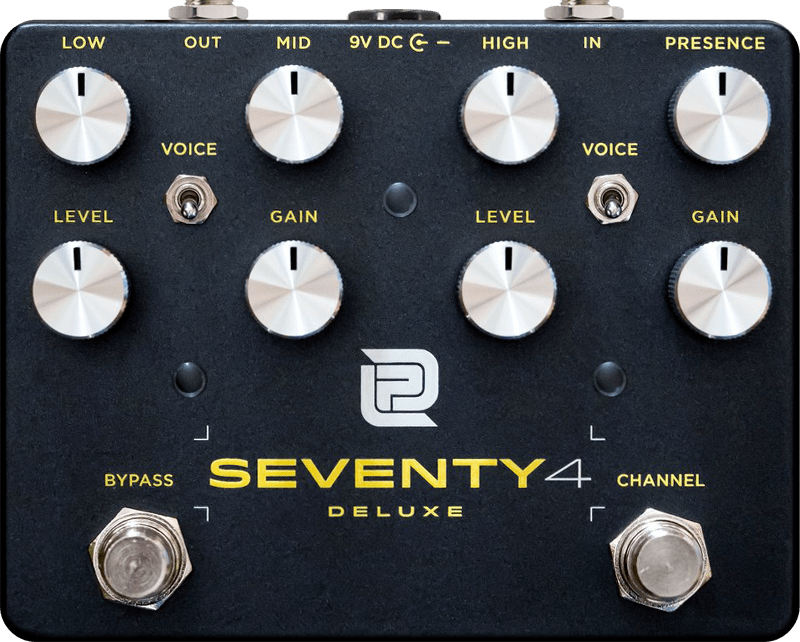 LOW OUT MID 9V DC HIGH IN PRESENCE
VOICE VOICE
LEVEL GAIN LEVEL GAIN
BYPASS SEVENTY4 CHANNEL
DELUXE